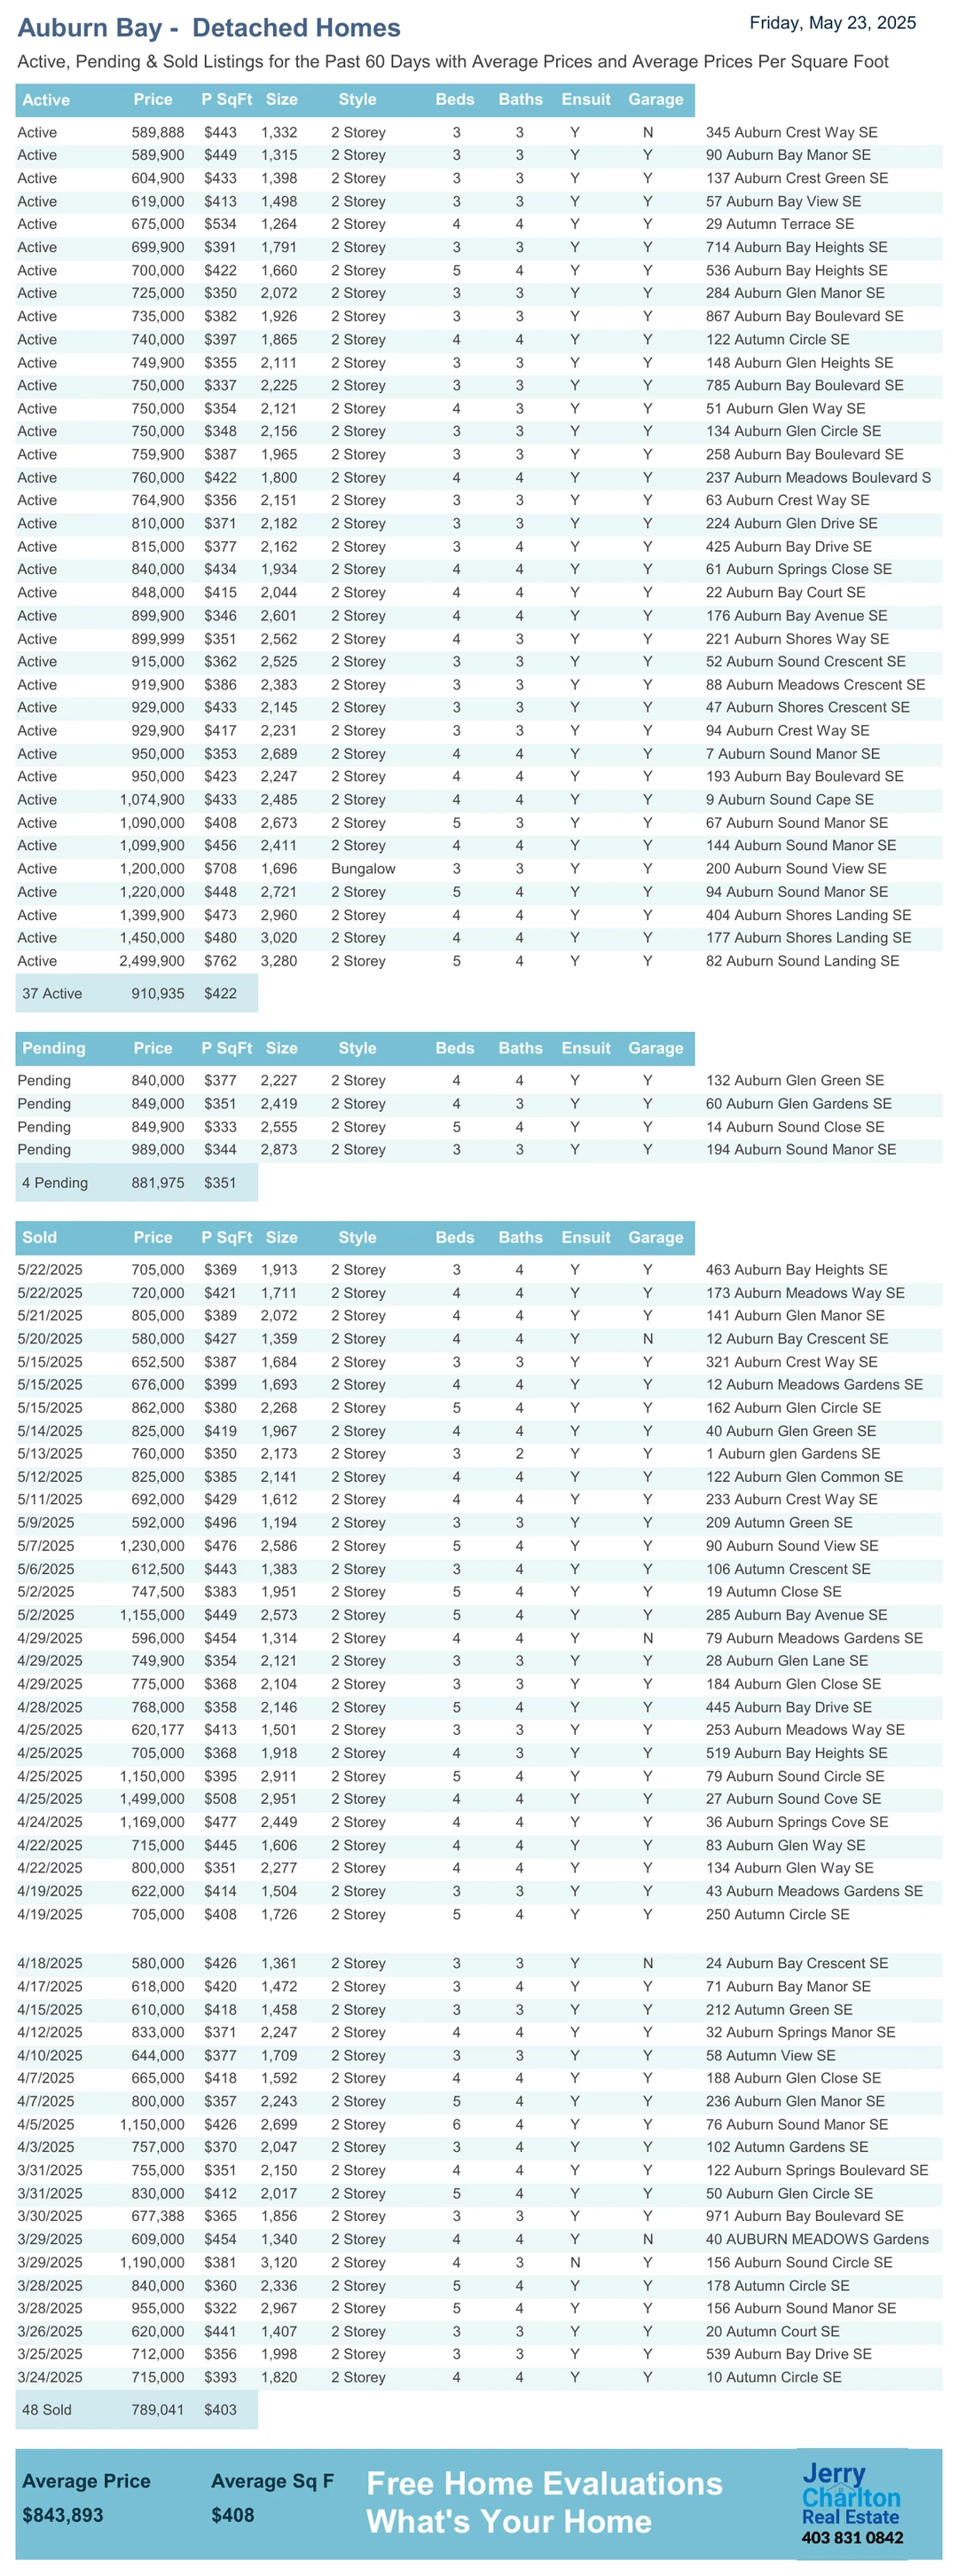 Auburn Bay -  Detached Homes
Friday, May 23, 2025
Active, Pending & Sold Listings for the Past 60 Days with Average Prices and Average Prices Per Square Foot
Active Price P SqFt Size Style Beds Baths Ensuit Garage
Active 589,888 $443 1,332 2 Storey 3 3 Y N 345 Auburn Crest Way SE
Active 589,900 $449 1,315 2 Storey 3 3 Y Y 90 Auburn Bay Manor SE
Active 604,900 $433 1,398 2 Storey 3 3 Y Y 137 Auburn Crest Green SE
Active 619,000 $413 1,498 2 Storey 3 3 Y Y 57 Auburn Bay View SE
Active 675,000 $534 1,264 2 Storey 4 4 Y Y 29 Autumn Terrace SE
Active 699,900 $391 1,791 2 Storey 3 3 Y Y 714 Auburn Bay Heights SE
Active 700,000 $422 1,660 2 Storey 5 4 Y Y 536 Auburn Bay Heights SE
Active 725,000 $350 2,072 2 Storey 3 3 Y Y 284 Auburn Glen Manor SE
Active 735,000 $382 1,926 2 Storey 3 3 Y Y 867 Auburn Bay Boulevard SE
Active 740,000 $397 1,865 2 Storey 4 4 Y Y 122 Autumn Circle SE
Active 749,900 $355 2,111 2 Storey 3 3 Y Y 148 Auburn Glen Heights SE
Active 750,000 $337 2,225 2 Storey 3 3 Y Y 785 Auburn Bay Boulevard SE
Active 750,000 $354 2,121 2 Storey 4 3 Y Y 51 Auburn Glen Way SE
Active 750,000 $348 2,156 2 Storey 3 3 Y Y 134 Auburn Glen Circle SE
Active 759,900 $387 1,965 2 Storey 3 3 Y Y 258 Auburn Bay Boulevard SE
Active 760,000 $422 1,800 2 Storey 4 4 Y Y 237 Auburn Meadows Boulevard S
Active 764,900 $356 2,151 2 Storey 3 3 Y Y 63 Auburn Crest Way SE
Active 810,000 $371 2,182 2 Storey 3 3 Y Y 224 Auburn Glen Drive SE
Active 815,000 $377 2,162 2 Storey 3 4 Y Y 425 Auburn Bay Drive SE
Active 840,000 $434 1,934 2 Storey 4 4 Y Y 61 Auburn Springs Close SE
Active 848,000 $415 2,044 2 Storey 4 4 Y Y 22 Auburn Bay Court SE
Active 899,900 $346 2,601 2 Storey 4 4 Y Y 176 Auburn Bay Avenue SE
Active 899,999 $351 2,562 2 Storey 4 3 Y Y 221 Auburn Shores Way SE
Active 915,000 $362 2,525 2 Storey 3 3 Y Y 52 Auburn Sound Crescent SE
Active 919,900 $386 2,383 2 Storey 3 3 Y Y 88 Auburn Meadows Crescent SE
Active 929,000 $433 2,145 2 Storey 3 3 Y Y 47 Auburn Shores Crescent SE
Active 929,900 $417 2,231 2 Storey 3 3 Y Y 94 Auburn Crest Way SE
Active 950,000 $353 2,689 2 Storey 4 4 Y Y 7 Auburn Sound Manor SE
Active 950,000 $423 2,247 2 Storey 4 4 Y Y 193 Auburn Bay Boulevard SE
Active 1,074,900 $433 2,485 2 Storey 4 4 Y Y 9 Auburn Sound Cape SE
Active 1,090,000 $408 2,673 2 Storey 5 3 Y Y 67 Auburn Sound Manor SE
Active 1,099,900 $456 2,411 2 Storey 4 4 Y Y 144 Auburn Sound Manor SE
Active 1,200,000 $708 1,696 Bungalow 3 3 Y Y 200 Auburn Sound View SE
Active 1,220,000 $448 2,721 2 Storey 5 4 Y Y 94 Auburn Sound Manor SE
Active 1,399,900 $473 2,960 2 Storey 4 4 Y Y 404 Auburn Shores Landing SE
Active 1,450,000 $480 3,020 2 Storey 4 4 Y Y 177 Auburn Shores Landing SE
Active 2,499,900 $762 3,280 2 Storey 5 4 Y Y 82 Auburn Sound Landing SE
37 Active 910,935 $422
Pending Price P SqFt Size Style Beds Baths Ensuit Garage
Pending 840,000 $377 2,227 2 Storey 4 4 Y Y 132 Auburn Glen Green SE
Pending 849,000 $351 2,419 2 Storey 4 3 Y Y 60 Auburn Glen Gardens SE
Pending 849,900 $333 2,555 2 Storey 5 4 Y Y 14 Auburn Sound Close SE
Pending 989,000 $344 2,873 2 Storey 3 3 Y Y 194 Auburn Sound Manor SE
4 Pending 881,975 $351
Sold Price P SqFt Size Style Beds Baths Ensuit Garage
5/22/2025 705,000 $369 1,913 2 Storey 3 4 Y Y 463 Auburn Bay Heights SE
5/22/2025 720,000 $421 1,711 2 Storey 4 4 Y Y 173 Auburn Meadows Way SE
5/21/2025 805,000 $389 2,072 2 Storey 4 4 Y Y 141 Auburn Glen Manor SE
5/20/2025 580,000 $427 1,359 2 Storey 4 4 Y N 12 Auburn Bay Crescent SE
5/15/2025 652,500 $387 1,684 2 Storey 3 3 Y Y 321 Auburn Crest Way SE
5/15/2025 676,000 $399 1,693 2 Storey 4 4 Y Y 12 Auburn Meadows Gardens SE
5/15/2025 862,000 $380 2,268 2 Storey 5 4 Y Y 162 Auburn Glen Circle SE
5/14/2025 825,000 $419 1,967 2 Storey 4 4 Y Y 40 Auburn Glen Green SE
5/13/2025 760,000 $350 2,173 2 Storey 3 2 Y Y 1 Auburn glen Gardens SE
5/12/2025 825,000 $385 2,141 2 Storey 4 4 Y Y 122 Auburn Glen Common SE
5/11/2025 692,000 $429 1,612 2 Storey 4 4 Y Y 233 Auburn Crest Way SE
5/9/2025 592,000 $496 1,194 2 Storey 3 3 Y Y 209 Autumn Green SE
5/7/2025 1,230,000 $476 2,586 2 Storey 5 4 Y Y 90 Auburn Sound View SE
5/6/2025 612,500 $443 1,383 2 Storey 3 4 Y Y 106 Autumn Crescent SE
5/2/2025 747,500 $383 1,951 2 Storey 5 4 Y Y 19 Autumn Close SE
5/2/2025 1,155,000 $449 2,573 2 Storey 5 4 Y Y 285 Auburn Bay Avenue SE
4/29/2025 596,000 $454 1,314 2 Storey 4 4 Y N 79 Auburn Meadows Gardens SE
4/29/2025 749,900 $354 2,121 2 Storey 3 3 Y Y 28 Auburn Glen Lane SE
4/29/2025 775,000 $368 2,104 2 Storey 3 3 Y Y 184 Auburn Glen Close SE
4/28/2025 768,000 $358 2,146 2 Storey 5 4 Y Y 445 Auburn Bay Drive SE
4/25/2025 620,177 $413 1,501 2 Storey 3 3 Y Y 253 Auburn Meadows Way SE
4/25/2025 705,000 $368 1,918 2 Storey 4 3 Y Y 519 Auburn Bay Heights SE
4/25/2025 1,150,000 $395 2,911 2 Storey 5 4 Y Y 79 Auburn Sound Circle SE
4/25/2025 1,499,000 $508 2,951 2 Storey 4 4 Y Y 27 Auburn Sound Cove SE
4/24/2025 1,169,000 $477 2,449 2 Storey 4 4 Y Y 36 Auburn Springs Cove SE
4/22/2025 715,000 $445 1,606 2 Storey 4 4 Y Y 83 Auburn Glen Way SE
4/22/2025 800,000 $351 2,277 2 Storey 4 4 Y Y 134 Auburn Glen Way SE
4/19/2025 622,000 $414 1,504 2 Storey 3 3 Y Y 43 Auburn Meadows Gardens SE
4/19/2025 705,000 $408 1,726 2 Storey 5 4 Y Y 250 Autumn Circle SE
4/18/2025 580,000 $426 1,361 2 Storey 3 3 Y N 24 Auburn Bay Crescent SE
4/17/2025 618,000 $420 1,472 2 Storey 3 4 Y Y 71 Auburn Bay Manor SE
4/15/2025 610,000 $418 1,458 2 Storey 3 3 Y Y 212 Autumn Green SE
4/12/2025 833,000 $371 2,247 2 Storey 4 4 Y Y 32 Auburn Springs Manor SE
4/10/2025 644,000 $377 1,709 2 Storey 3 3 Y Y 58 Autumn View SE
4/7/2025 665,000 $418 1,592 2 Storey 4 4 Y Y 188 Auburn Glen Close SE
4/7/2025 800,000 $357 2,243 2 Storey 5 4 Y Y 236 Auburn Glen Manor SE
4/5/2025 1,150,000 $426 2,699 2 Storey 6 4 Y Y 76 Auburn Sound Manor SE
4/3/2025 757,000 $370 2,047 2 Storey 3 4 Y Y 102 Autumn Gardens SE
3/31/2025 755,000 $351 2,150 2 Storey 4 4 Y Y 122 Auburn Springs Boulevard SE
3/31/2025 830,000 $412 2,017 2 Storey 5 4 Y Y 50 Auburn Glen Circle SE
3/30/2025 677,388 $365 1,856 2 Storey 3 3 Y Y 971 Auburn Bay Boulevard SE
3/29/2025 609,000 $454 1,340 2 Storey 4 4 Y N 40 AUBURN MEADOWS Gardens
3/29/2025 1,190,000 $381 3,120 2 Storey 4 3 N Y 156 Auburn Sound Circle SE
3/28/2025 840,000 $360 2,336 2 Storey 5 4 Y Y 178 Autumn Circle SE
3/28/2025 955,000 $322 2,967 2 Storey 5 4 Y Y 156 Auburn Sound Manor SE
3/26/2025 620,000 $441 1,407 2 Storey 3 3 Y Y 20 Autumn Court SE
3/25/2025 712,000 $356 1,998 2 Storey 3 3 Y Y 539 Auburn Bay Drive SE
3/24/2025 715,000 $393 1,820 2 Storey 4 4 Y Y 10 Autumn Circle SE
48 Sold 789,041 $403
Average Price Average Sq F
$843,893 $408
Free Home Evaluations
What's Your Home
Jerry
Charlton
Real Estate
403 831 0842